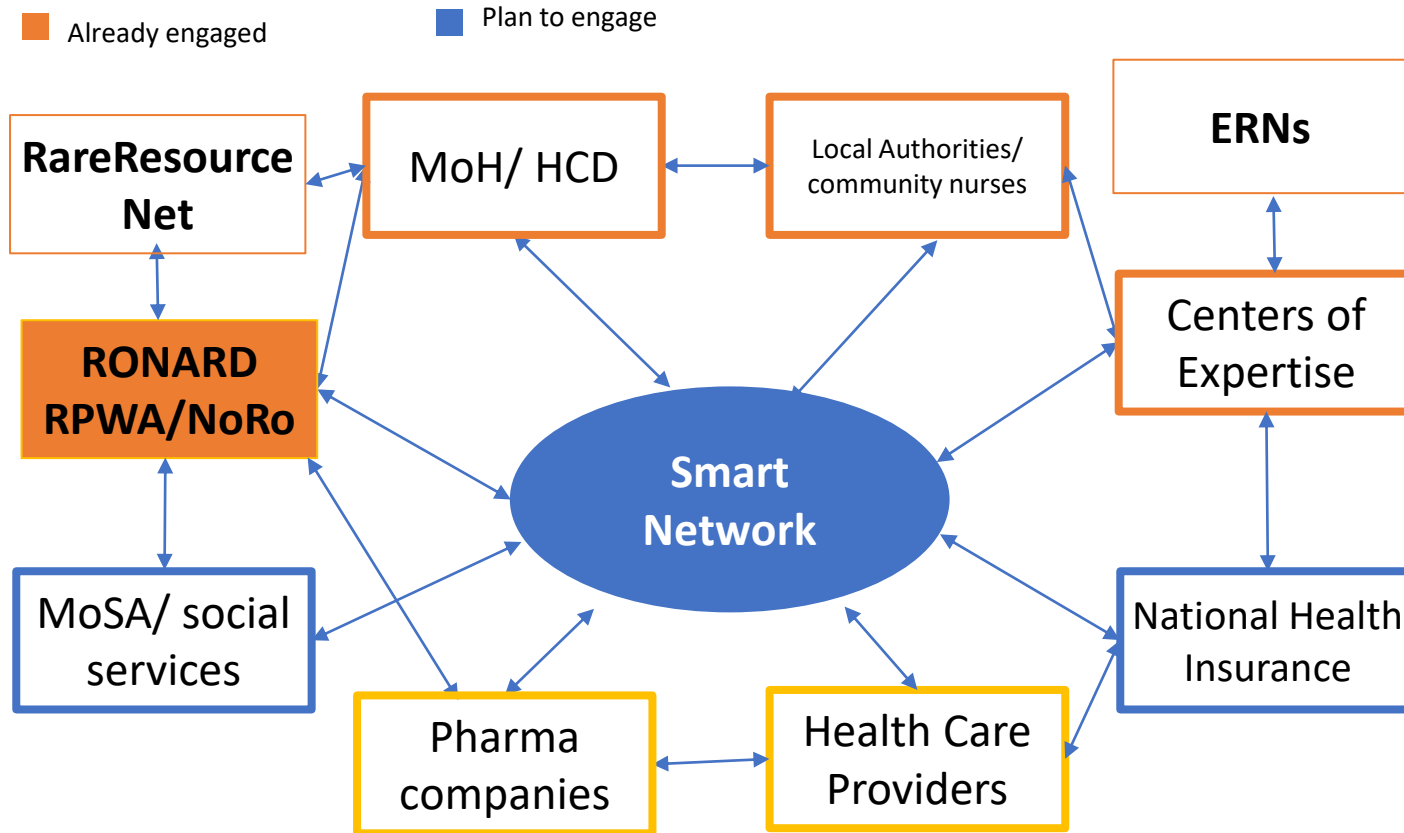 Already engaged
Plan to engage
RareResource
Net
MoH/ HCD
Local Authorities/
community nurses
ERNs
RONARD
RPWA/NoRo
Centers of
Expertise
Smart
Network
MoSA/ social
services
National Health
Insurance
Pharma
companies
Health Care
Providers